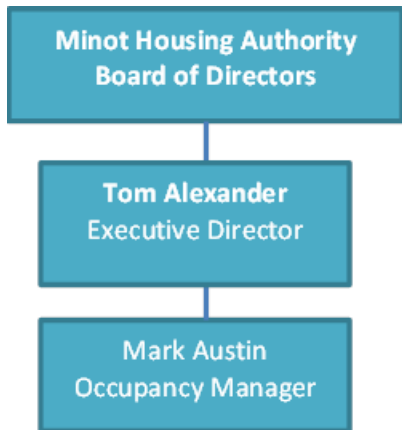 Minot Housing Authority
Board of Directors
Tom Alexander
Executive Director
Mark Austin
Occupancy Manager